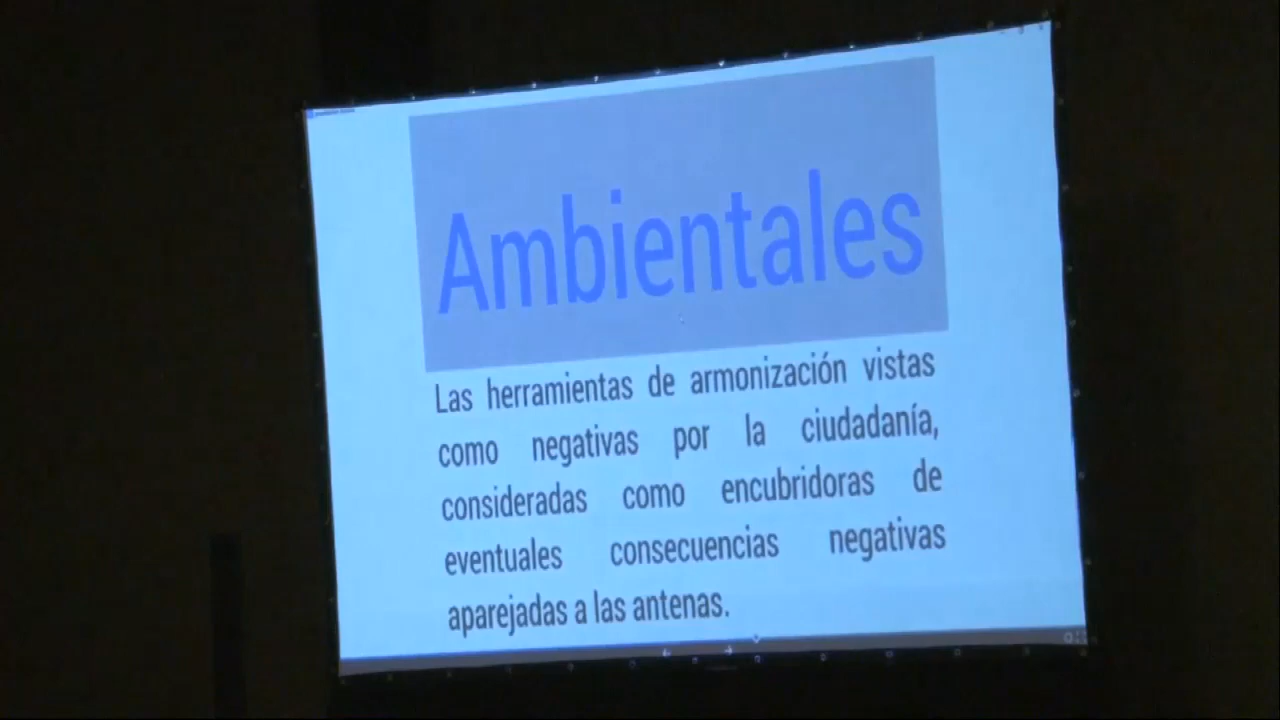 Ambientales
Las herramientas de armonización vistas
como negativas por la ciudadanía,
consideradas como encubridoras de
eventuales consecuencias negativas
aparejadas a las antenas.